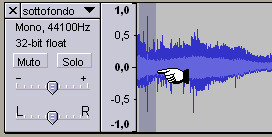 sottofondo
Mono, 44100Hz
32-bit float
Muto Solo
- +
L R
1,0
0,5
0,0
-0,5
-1,0